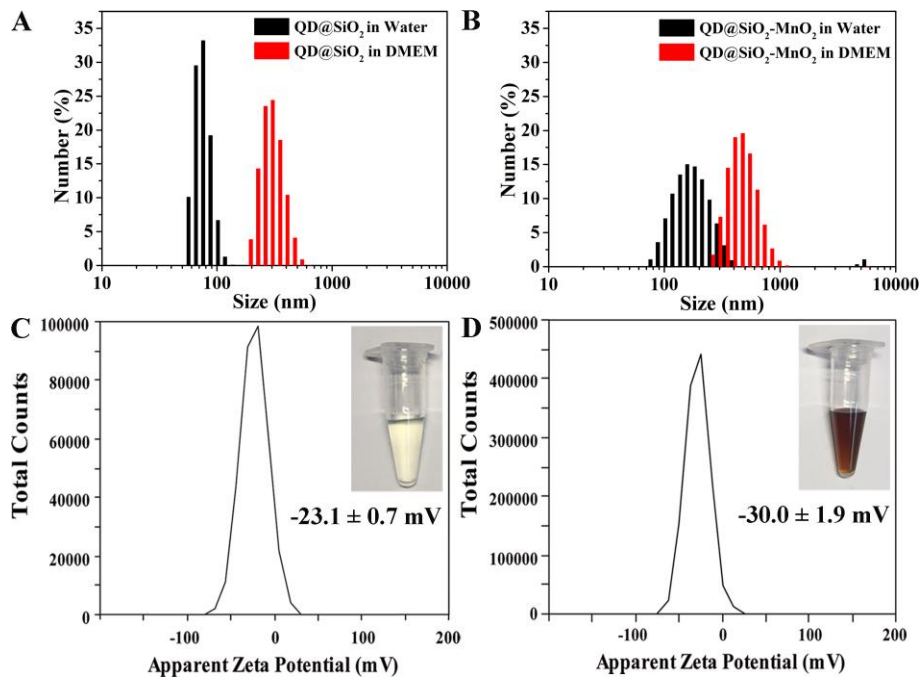 A
QD@SiO₂ in Water
QD@SiO₂ in DMEM
Number (%)
35
30
25
20
15
10
5
0
10
100
1000
10000
Size (nm)
B
QD@SiO₂-MnO₂ in Water
QD@SiO₂-MnO₂ in DMEM
Number (%)
35
30
25
20
15
10
5
0
10
100
1000
10000
Size (nm)
C
Total Counts
100000
80000
60000
40000
20000
0
-23.1 ± 0.7 mV
-100
0
100
200
Apparent Zeta Potential (mV)
D
Total Counts
500000
400000
300000
200000
100000
0
-30.0 ± 1.9 mV
-100
0
100
200
Apparent Zeta Potential (mV)